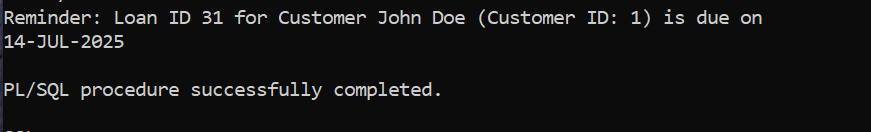 Reminder: Loan ID 31 for Customer John Doe (Customer ID: 1) is due on
14-JUL-2025
PL/SQL procedure successfully completed.